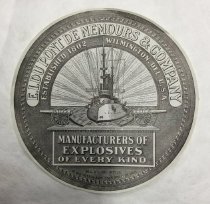 E.I. DU PONT DE NEMOURS & COMPANY
ESTABLISHED 1802 WILMINGTON, DEL. U.S.A.
MANUFACTURERS OF
EXPLOSIVES
OF EVERY KIND